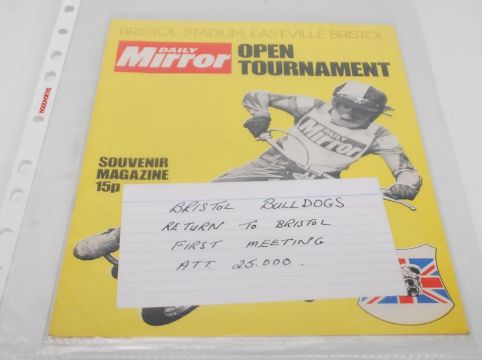 BRISTOL STADIUM, EASTVILLE BRISTOL
DAILY
Mirror
OPEN
TOURNAMENT
DAILY
Mirror
SOUVENIR
MAGAZINE
15p
BRISTOL BULLDOGS
RETURN TO BRISTOL
FIRST MEETING
ATT 25.000.